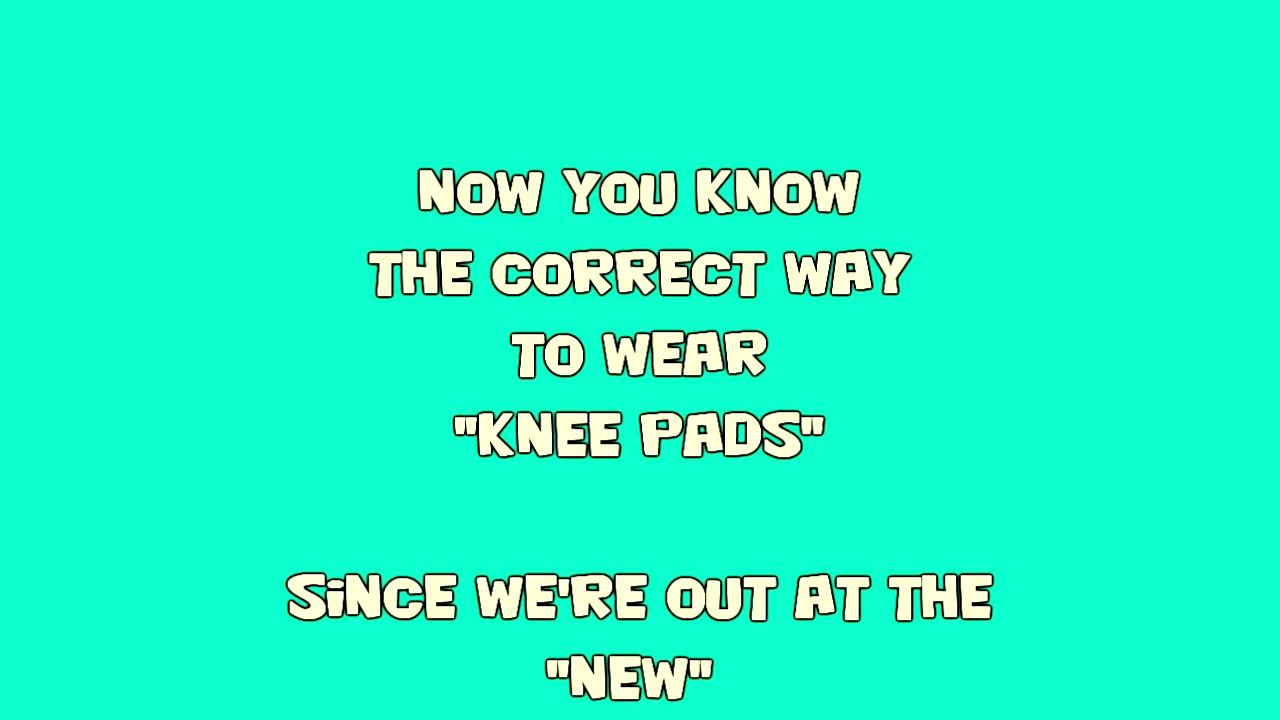 NOW YOU KNOW
THE CORRECT WAY
TO WEAR
"KNEE PADS"
SiNCE WE'RE OUT AT THE
"NEW"